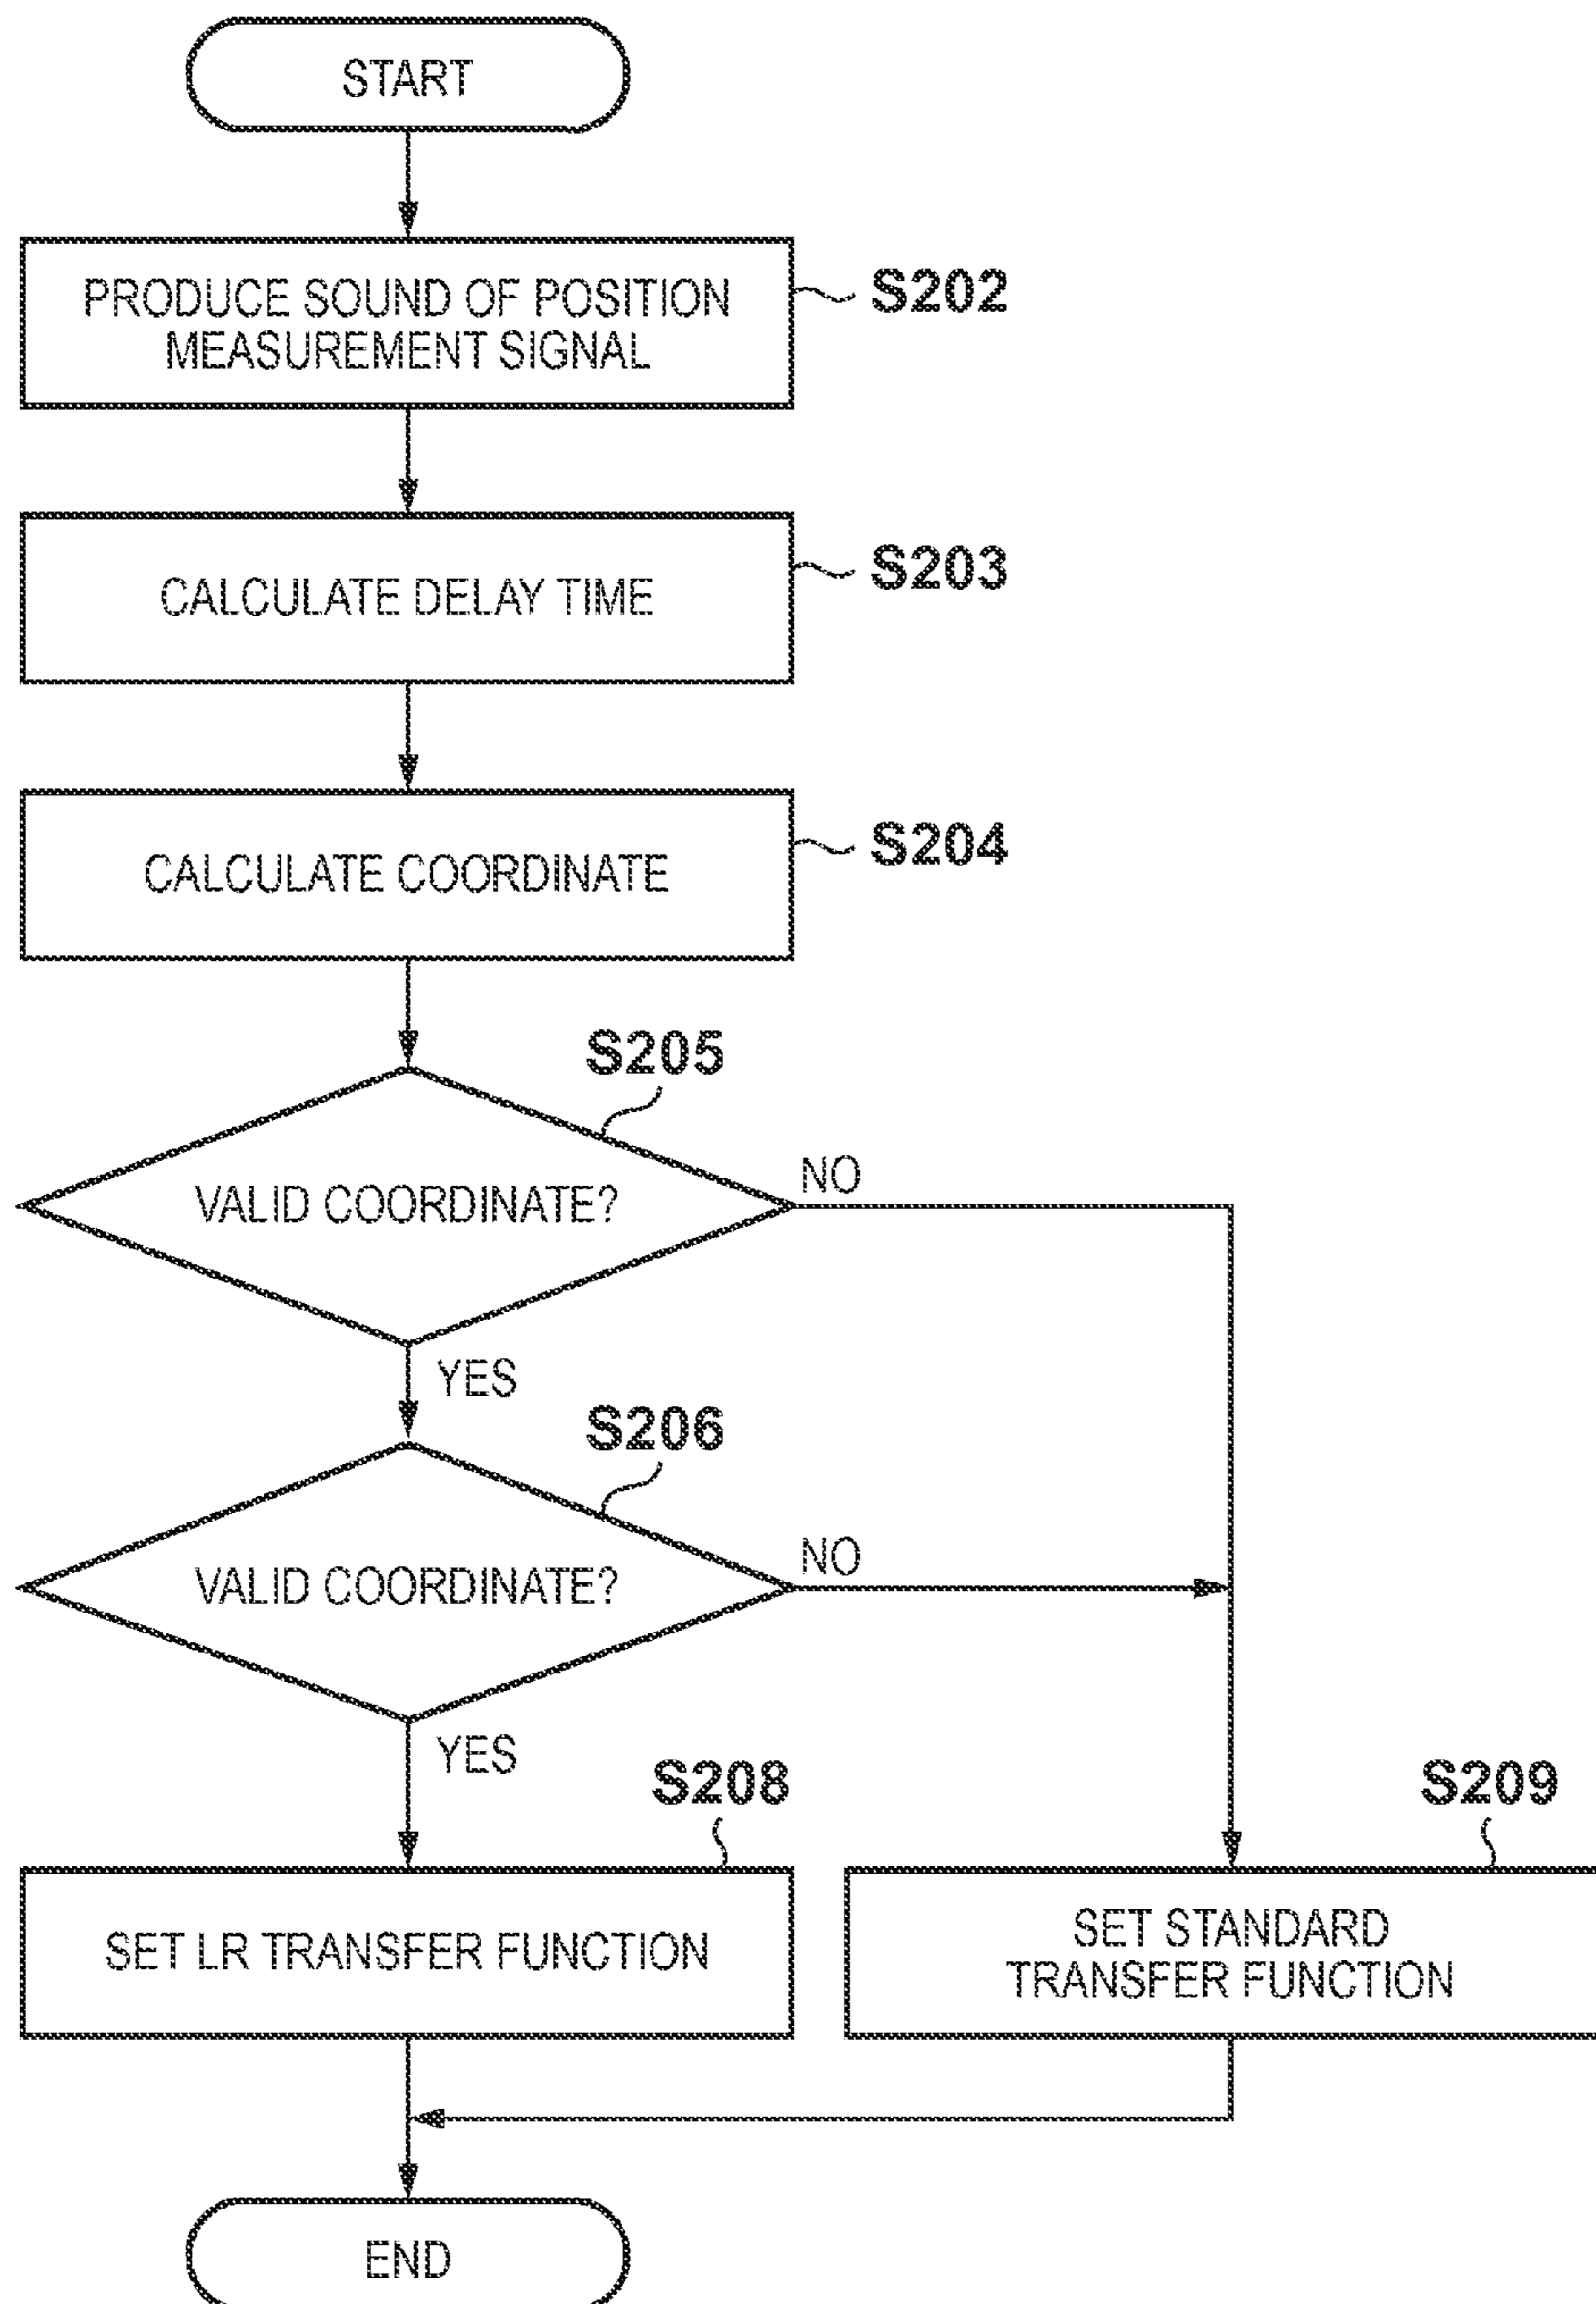 START
PRODUCE SOUND OF POSITION
MEASUREMENT SIGNAL
S202
CALCULATE DELAY TIME
S203
CALCULATE COORDINATE
S204
S205
VALID COORDINATE?
NO
YES
S206
VALID COORDINATE?
NO
YES
S208
SET LR TRANSFER FUNCTION
S209
SET STANDARD
TRANSFER FUNCTION
END